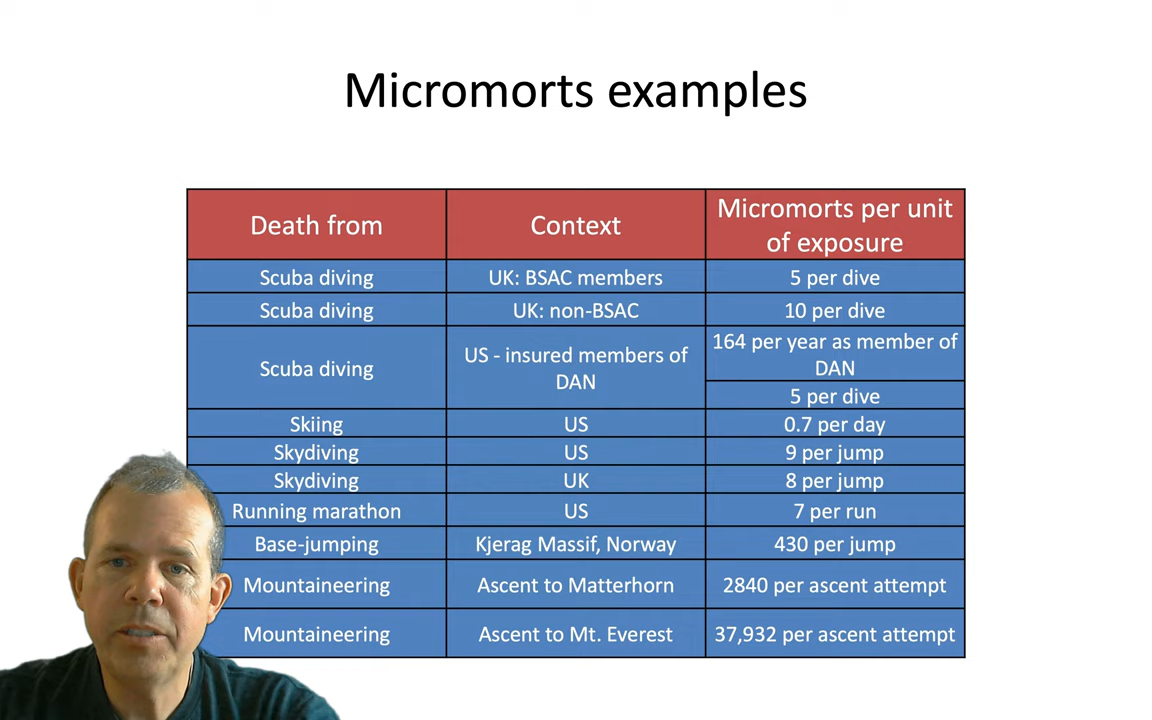 Micromorts examples
Death from
Context
Micromorts per unit
of exposure
Scuba diving
UK: BSAC members
5 per dive
Scuba diving
UK: non-BSAC
10 per dive
Scuba diving
US - insured members of
DAN
164 per year as member of
DAN
5 per dive
Skiing
US
0.7 per day
Skydiving
US
9 per jump
Skydiving
UK
8 per jump
Running marathon
US
7 per run
Base-jumping
Kjerag Massif, Norway
430 per jump
Mountaineering
Ascent to Matterhorn
2840 per ascent attempt
Mountaineering
Ascent to Mt. Everest
37,932 per ascent attempt